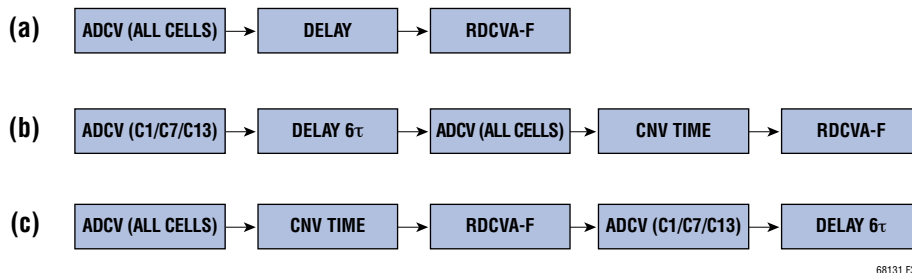 (a) ADCV (ALL CELLS) DELAY RDCVA-F
(b) ADCV (C1/C7/C13) DELAY 6τ ADCV (ALL CELLS) CNV TIME RDCVA-F
(c) ADCV (ALL CELLS) CNV TIME RDCVA-F ADCV (C1/C7/C13) DELAY 6τ